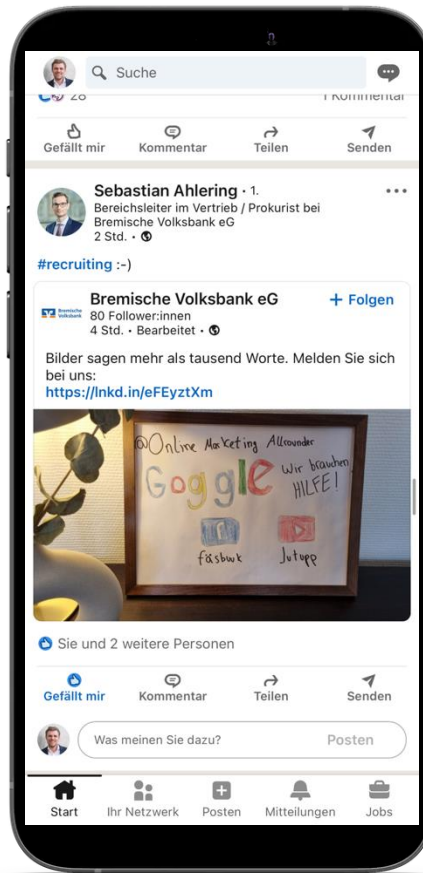 Suche
28
1 Kommentar
Gefällt mir Kommentar Teilen Senden
Sebastian Ahlering · 1.
Bereichsleiter im Vertrieb / Prokurist bei
Bremische Volksbank eG
2 Std. •
#recruiting :-)
Bremische Volksbank
Bremische Volksbank eG
+ Folgen
80 Follower:innen
4 Std. • Bearbeitet •
Bilder sagen mehr als tausend Worte. Melden Sie sich
bei uns:
https://lnkd.in/eFEyztXm
@Online Marketing Allrounder
Goggle
Wir brauchen
HILFE!
fäsbuk Jutupp
Sie und 2 weitere Personen
Gefällt mir Kommentar Teilen Senden
Was meinen Sie dazu? Posten
Start Ihr Netzwerk Posten Mitteilungen Jobs